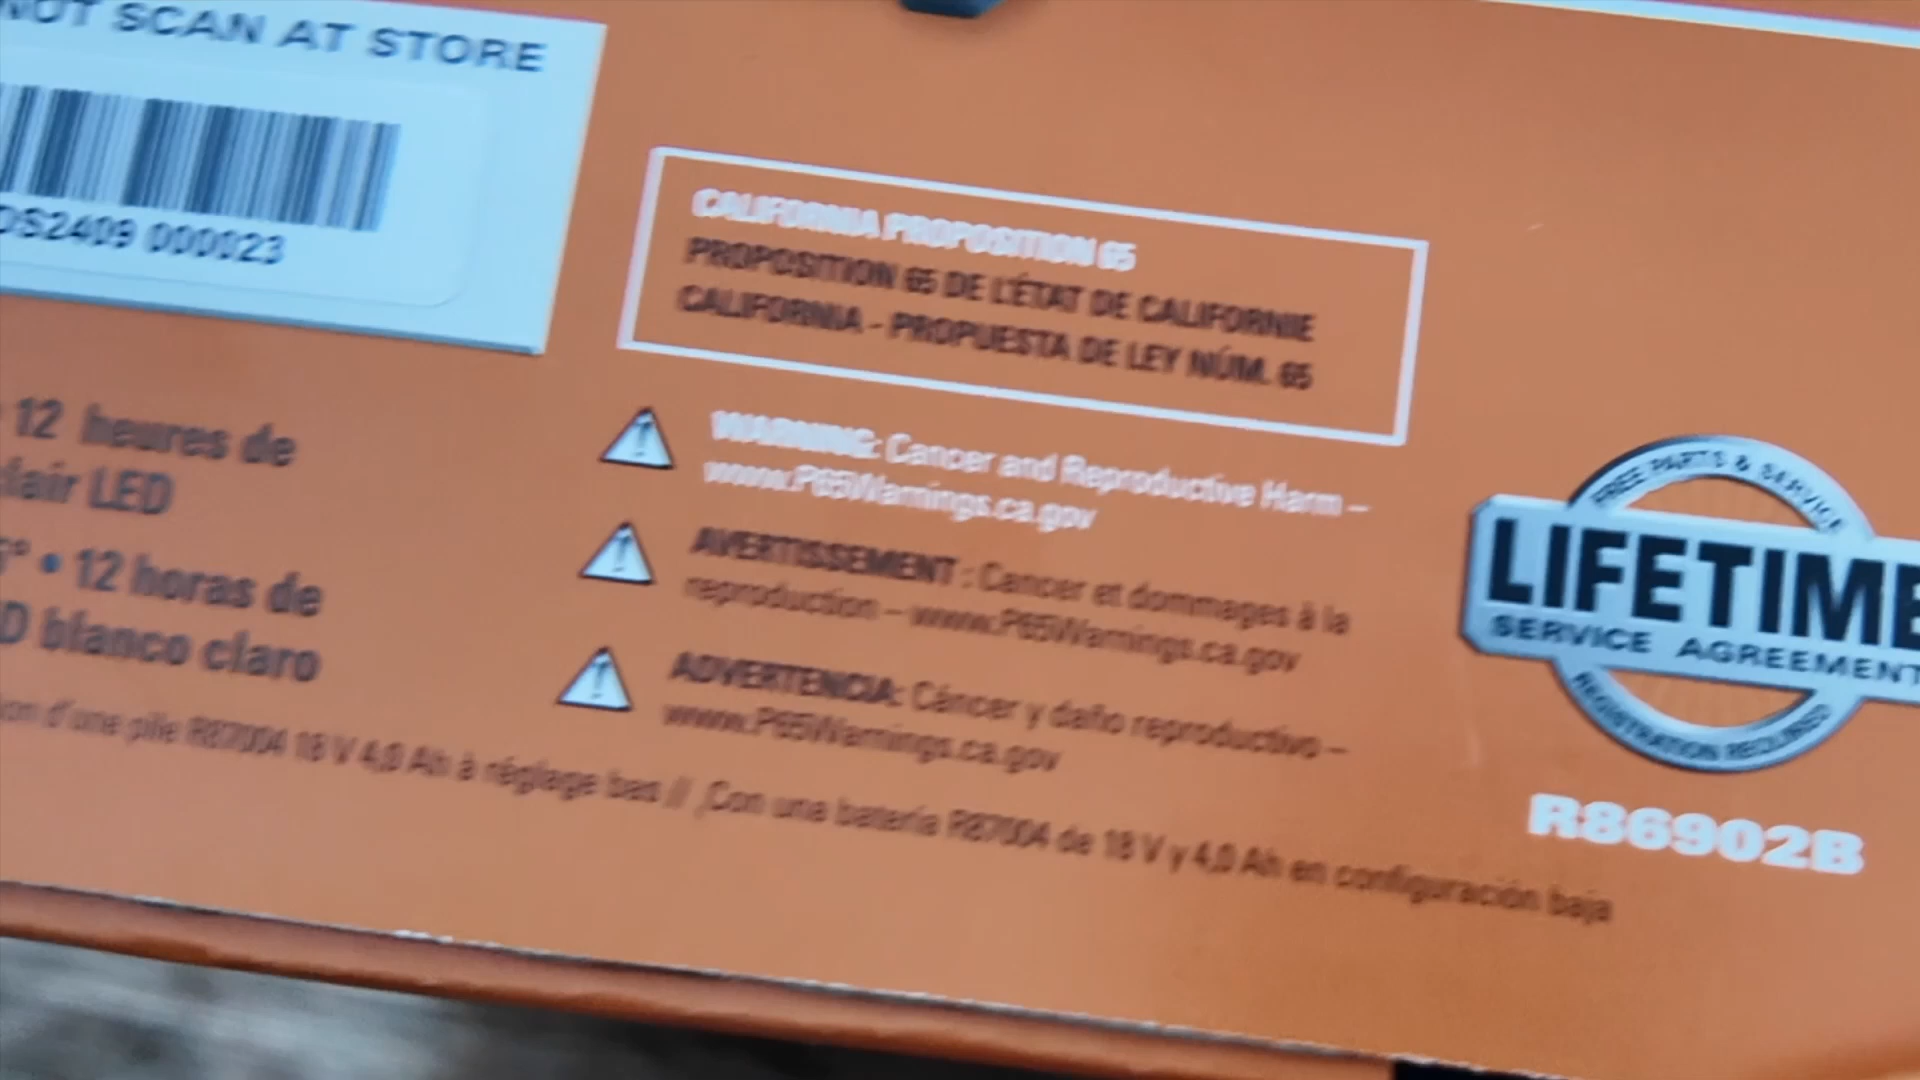 NOT SCAN AT STORE
DS2409 000023
CALIFORNIA PROPOSITION 65
PROPOSITION 65 DE L'ÉTAT DE CALIFORNIE
CALIFORNIA - PROPUESTA DE LEY NÚM. 65
12 heures de
clair LED
• 12 horas de
blanco claro
WARNING: Cancer and Reproductive Harm –
www.P65Warnings.ca.gov
AVERTISSEMENT : Cancer et dommages à la
reproduction – www.P65Warnings.ca.gov
ADVERTENCIA: Cáncer y daño reproductivo –
www.P65Warnings.ca.gov
d'une pile R87004 18 V 4,0 Ah à réglage bas // Con una batería R87004 de 18 V y 4,0 Ah en configuración baja
FREE PARTS & SERVICE
LIFETIME
SERVICE AGREEMENT
REGISTRATION REQUIRED
R86902B